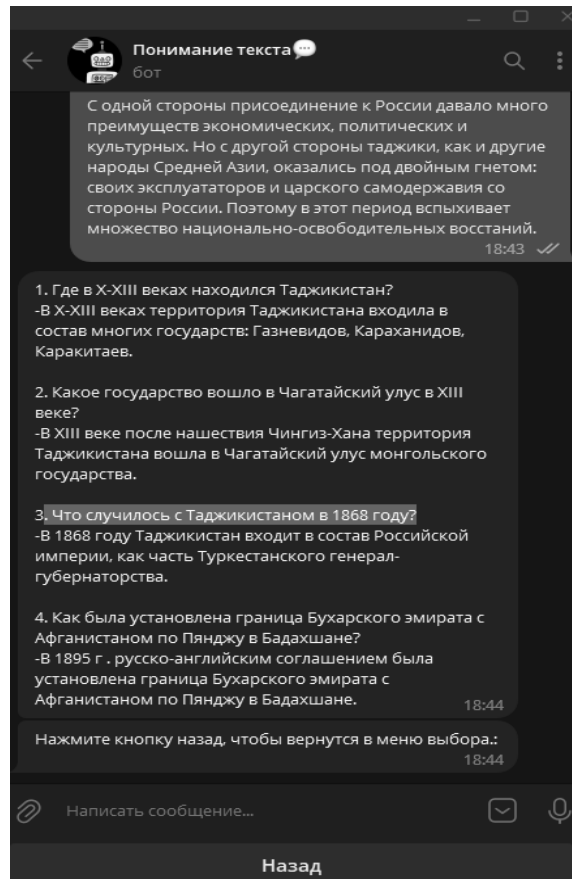 Понимание текста💬
бот
С одной стороны присоединение к России давало много
преимуществ экономических, политических и
культурных. Но с другой стороны таджики, как и другие
народы Средней Азии, оказались под двойным гнетом:
своих эксплуататоров и царского самодержавия со
стороны России. Поэтому в этот период вспыхивает
множество национально-освободительных восстаний.
18:43
1. Где в X-XIII веках находился Таджикистан?
-В X-XIII веках территория Таджикистана входила в
состав многих государств: Газневидов, Караханидов,
Каракитаев.
2. Какое государство вошло в Чагатайский улус в XIII
веке?
-В XIII веке после нашествия Чингиз-Хана территория
Таджикистана вошла в Чагатайский улус монгольского
государства.
3. Что случилось с Таджикистаном в 1868 году?
-В 1868 году Таджикистан входит в состав Российской
империи, как часть Туркестанского генерал-
губернаторства.
4. Как была установлена граница Бухарского эмирата с
Афганистаном по Пянджу в Бадахшане?
-В 1895 г . русско-английским соглашением была
установлена граница Бухарского эмирата с
Афганистаном по Пянджу в Бадахшане.
18:44
Нажмите кнопку назад, чтобы вернутся в меню выбора.:
18:44
Написать сообщение...
Назад